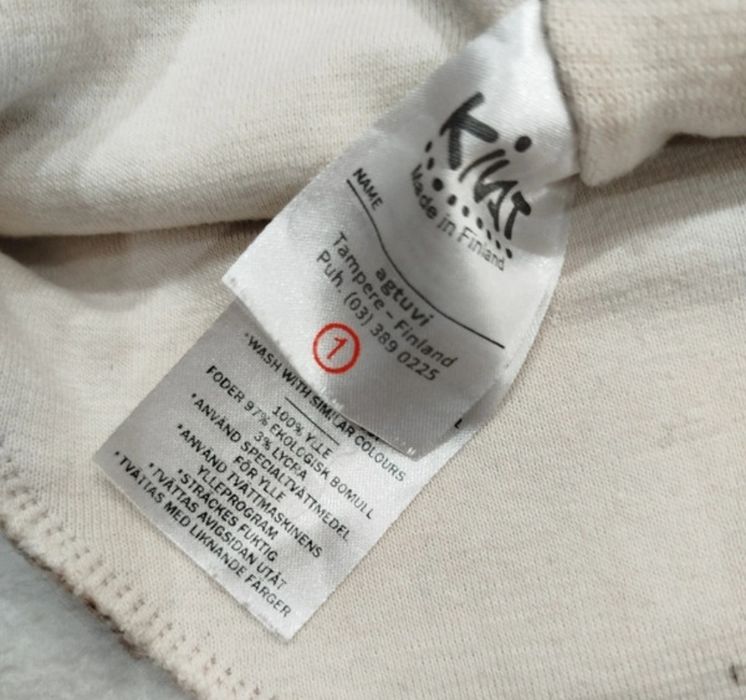 Kivat
Made in Finland
NAME
agtuvi
Tampere – Finland
Puh. (03) 389 0225
1
L
*WASH WITH SIMILAR COLOURS
100% YLLE
FODER 97% EKOLOGISK BOMULL
3% LYCRA
*ANVÄND SPECIALTVÄTTMEDEL
FÖR YLLE
*ANVÄND TVÄTTMASKINENS
YLLEPROGRAM
*STRÄCKES FUKTIG
*TVÄTTAS AVIGSIDAN UTÅT
*TVÄTTAS MED LIKNANDE FÄRGER